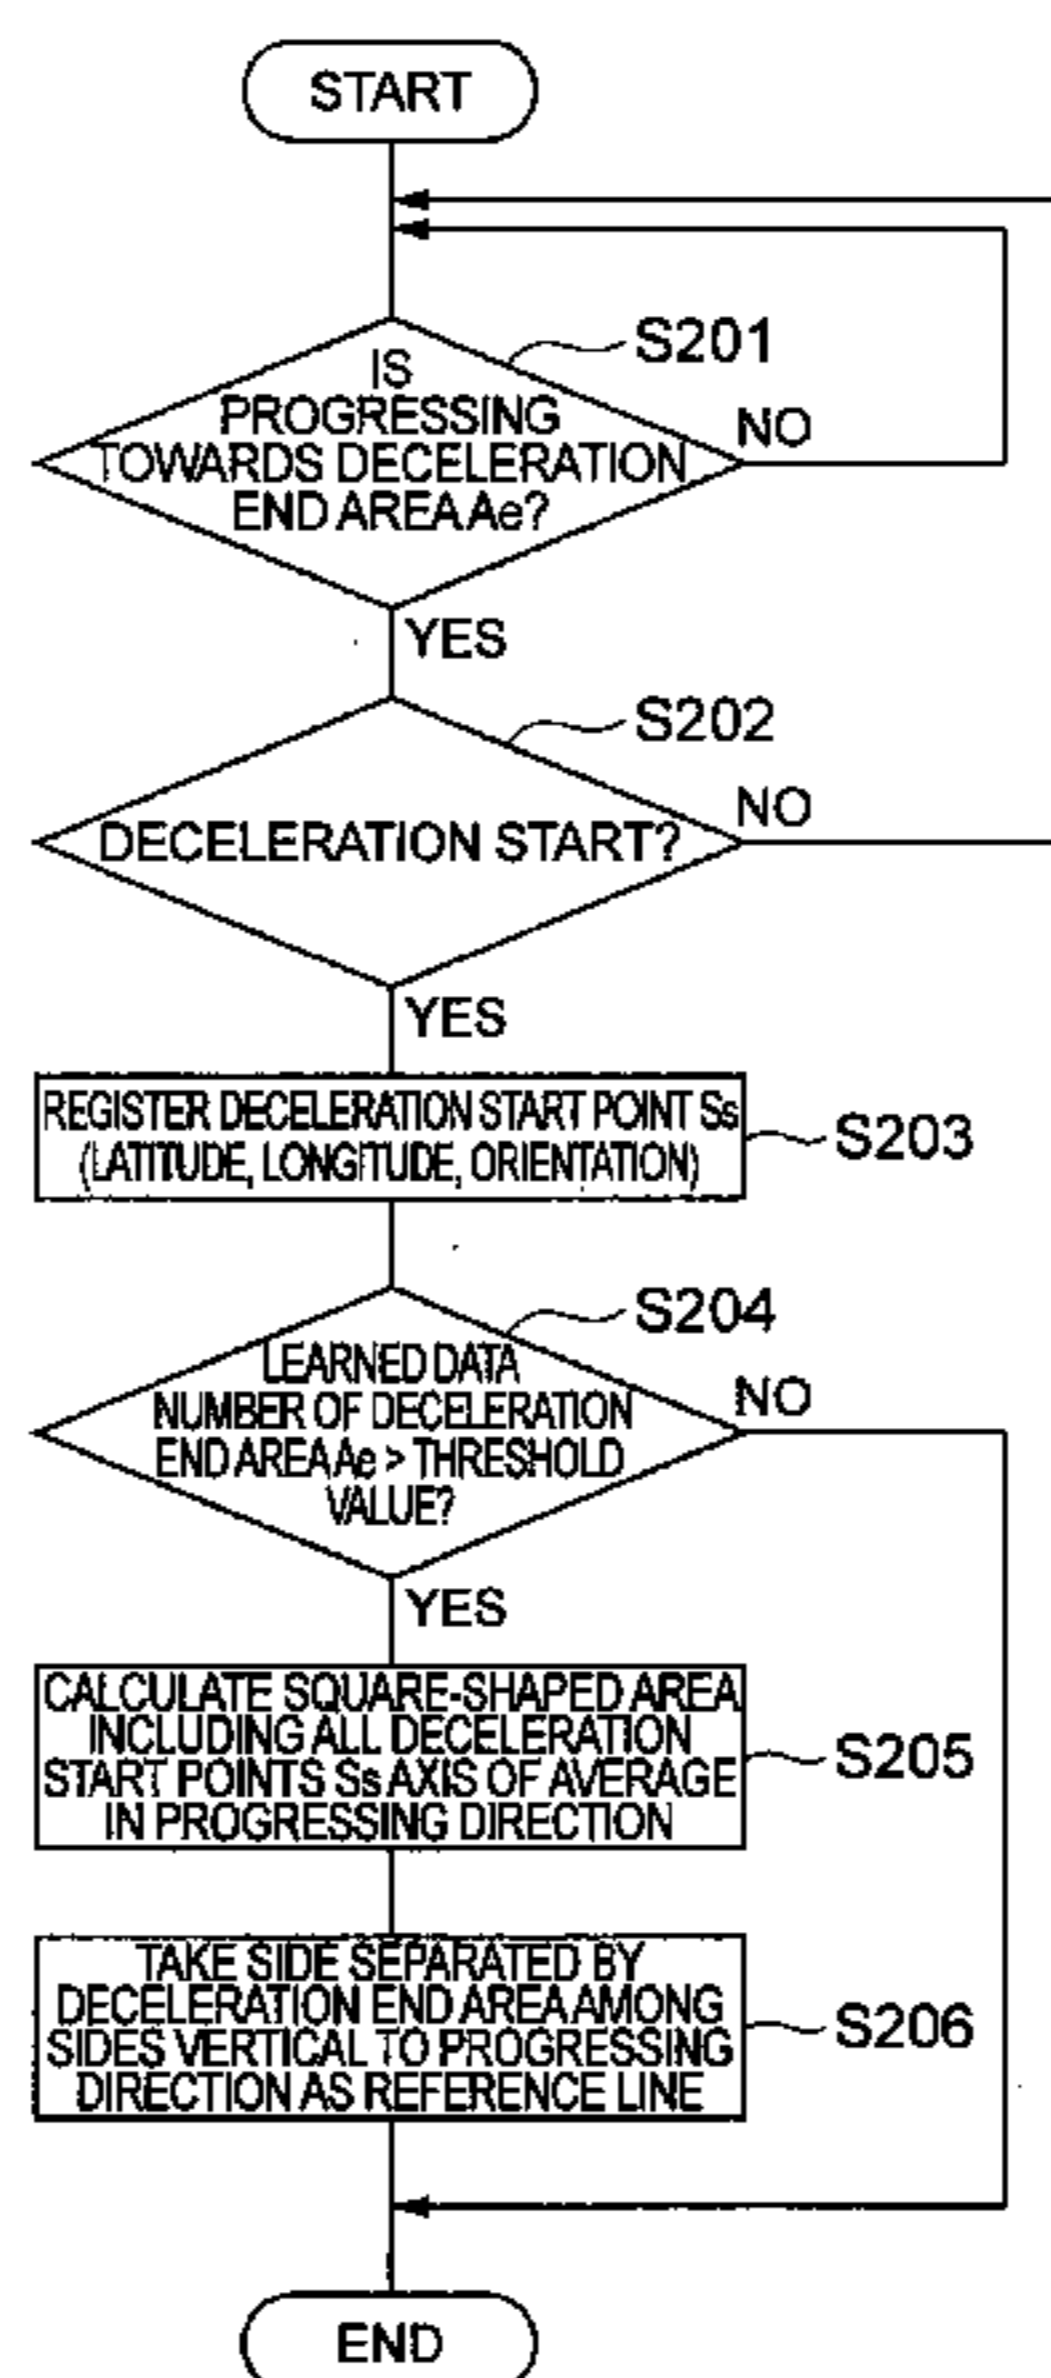 START
S201
IS
PROGRESSING
TOWARDS DECELERATION
END AREA Ae?
NO
YES
S202
DECELERATION START?
NO
YES
REGISTER DECELERATION START POINT Ss
(LATITUDE, LONGITUDE, ORIENTATION)
S203
S204
LEARNED DATA
NUMBER OF DECELERATION
END AREA Ae > THRESHOLD
VALUE?
NO
YES
CALCULATE SQUARE-SHAPED AREA
INCLUDING ALL DECELERATION
START POINTS Ss AXIS OF AVERAGE
IN PROGRESSING DIRECTION
S205
TAKE SIDE SEPARATED BY
DECELERATION END AREA AMONG
SIDES VERTICAL TO PROGRESSING
DIRECTION AS REFERENCE LINE
S206
END